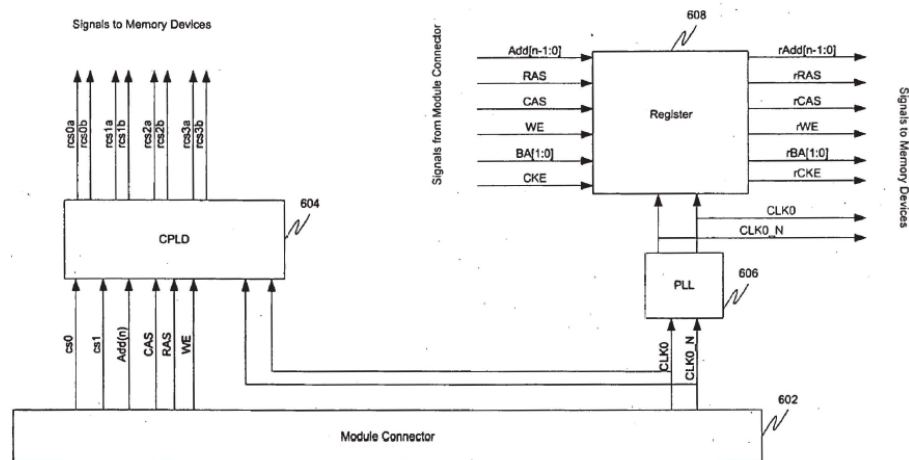 Signals to Memory Devices
rcs0a
rcs0b
rcs1a
rcs1b
rcs2a
rcs2b
rcs3a
rcs3b
604
CPLD
cs0
cs1
Add(n)
CAS
RAS
WE
608
Signals from Module Connector
Add[n-1:0]
RAS
CAS
WE
BA[1:0]
CKE
Register
rAdd[n-1:0]
rRAS
rCAS
rWE
rBA[1:0]
rCKE
Signals to Memory Devices
CLK0
CLK0_N
PLL
606
CLK0
CLK0_N
602
Module Connector